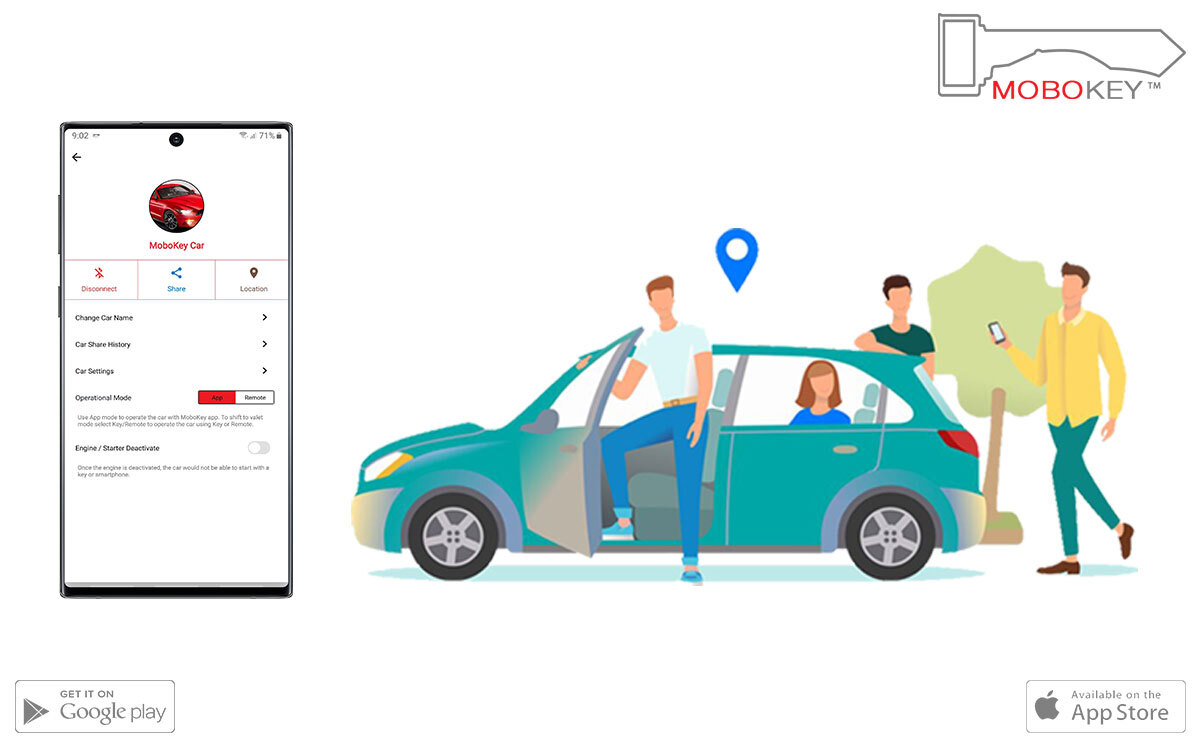 MOBOKEY™
9:02
71%
MoboKey Car
Disconnect
Share
Location
Change Car Name
Car Share History
Car Settings
Operational Mode
App
Remote
Use App mode to operate the car with MoboKey app. To shift to valet
mode select Key/Remote to operate the car using Key or Remote.
Engine / Starter Deactivate
Once the engine is deactivated, the car would not be able to start with a
key or smartphone.
GET IT ON
Google play
Available on the
App Store